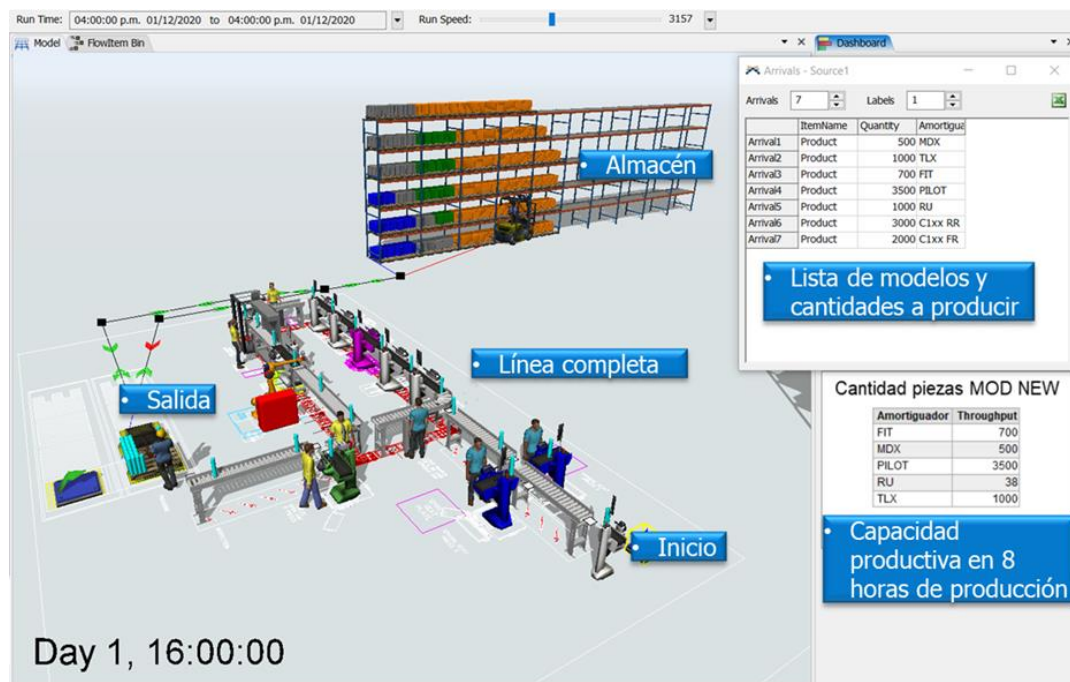 Run Time: 04:00:00 p.m. 01/12/2020 to 04:00:00 p.m. 01/12/2020 Run Speed: 3157
Model FlowItem Bin Dashboard
Arrivals - Source1
Arrivals 7 Labels 1
ItemName Quantity Amortigua
Arrival1 Product 500 MDX
Arrival2 Product 1000 TLX
Arrival3 Product 700 FIT
Arrival4 Product 3500 PILOT
Arrival5 Product 1000 RU
Arrival6 Product 3000 C1xx RR
Arrival7 Product 2000 C1xx FR
• Almacén
• Lista de modelos y
cantidades a producir
• Línea completa
• Salida
• Inicio
Cantidad piezas MOD NEW
Amortiguador Throughput
FIT 700
MDX 500
PILOT 3500
RU 38
TLX 1000
• Capacidad
productiva en 8
horas de producción
Day 1, 16:00:00